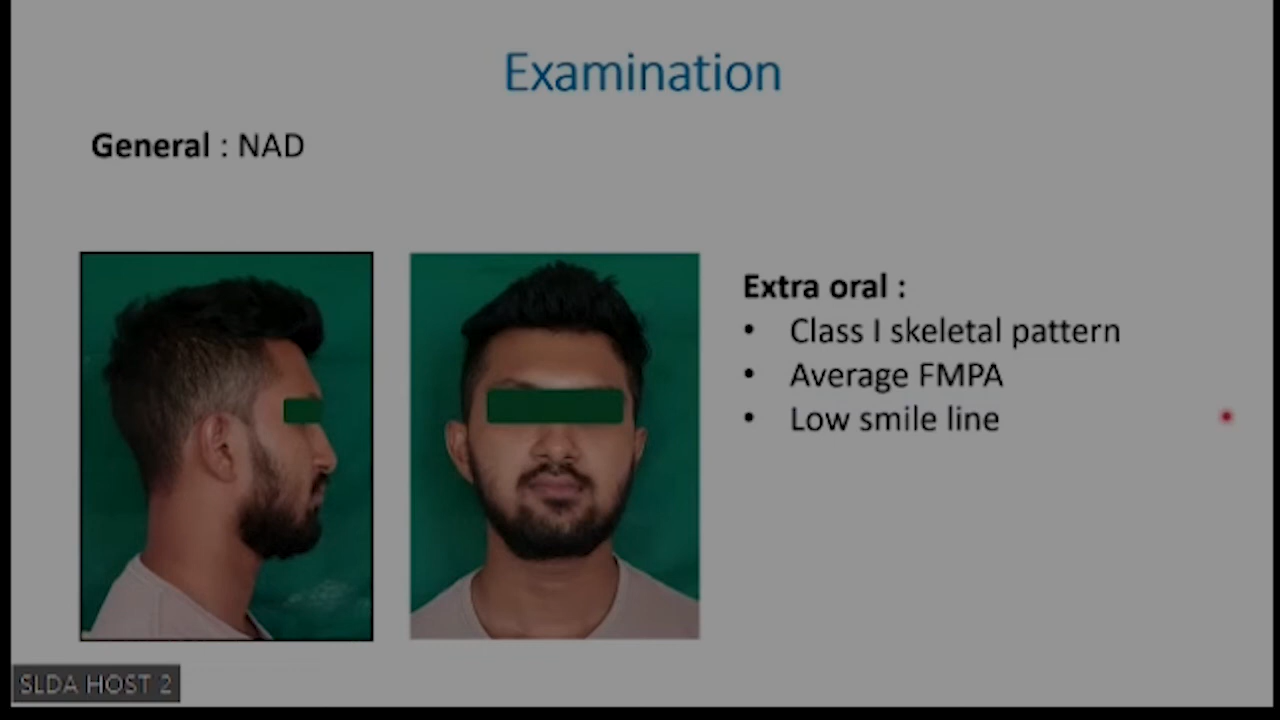 Examination
General : NAD
Extra oral :
• Class I skeletal pattern
• Average FMPA
• Low smile line
SLDA HOST 2